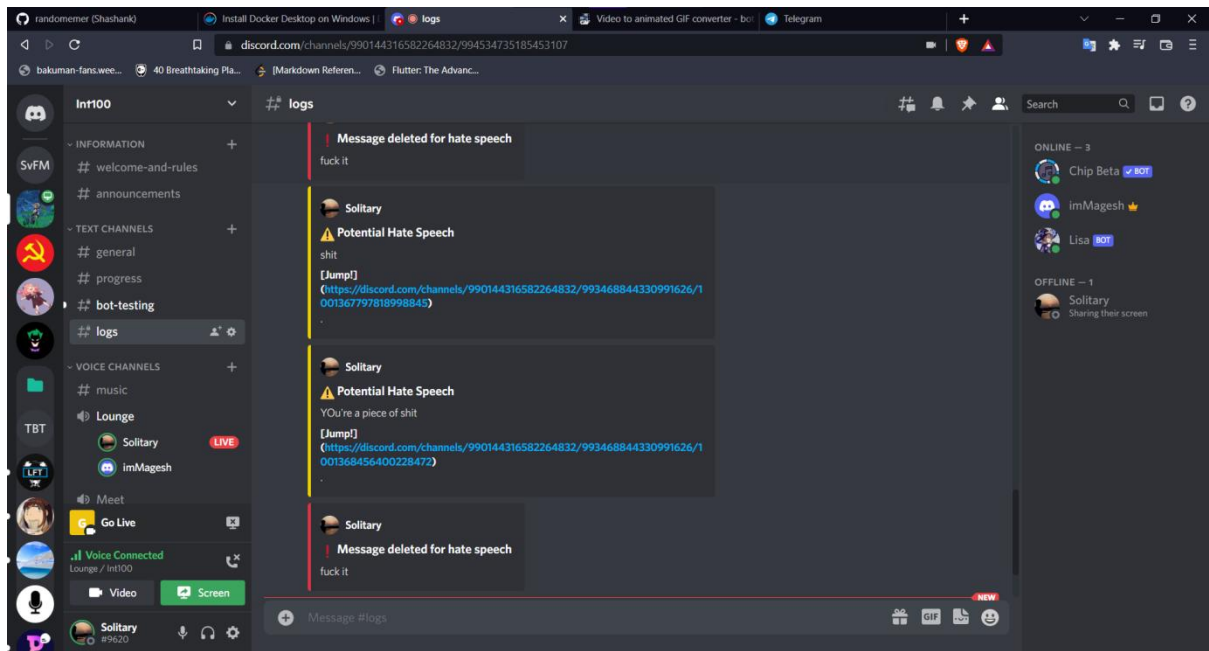 randomemer (Shashank)
Install Docker Desktop on Windows |
logs
Video to animated GIF converter - bo
Telegram
discord.com/channels/990144316582264832/994534735185453107
bakuman-fans.wee...
40 Breathtaking Pla...
[Markdown Referen...
Flutter: The Advanc...
Int100
logs
Search
INFORMATION
welcome-and-rules
announcements
TEXT CHANNELS
general
progress
bot-testing
logs
VOICE CHANNELS
music
Lounge
Solitary
LIVE
imMagesh
Meet
Go Live
Voice Connected
Lounge / Int100
Video
Screen
Solitary
#9620
SvFM
TBT
LFT
Message deleted for hate speech
fuck it
Solitary
Potential Hate Speech
shit
[Jump!]
(https://discord.com/channels/990144316582264832/993468844330991626/1
001367797818998845)
.
Solitary
Potential Hate Speech
YOu're a piece of shit
[Jump!]
(https://discord.com/channels/990144316582264832/993468844330991626/1
001368456400228472)
.
Solitary
Message deleted for hate speech
fuck it
NEW
Message #logs
GIF
ONLINE — 3
Chip Beta
BOT
imMagesh
Lisa
BOT
OFFLINE — 1
Solitary
Sharing their screen